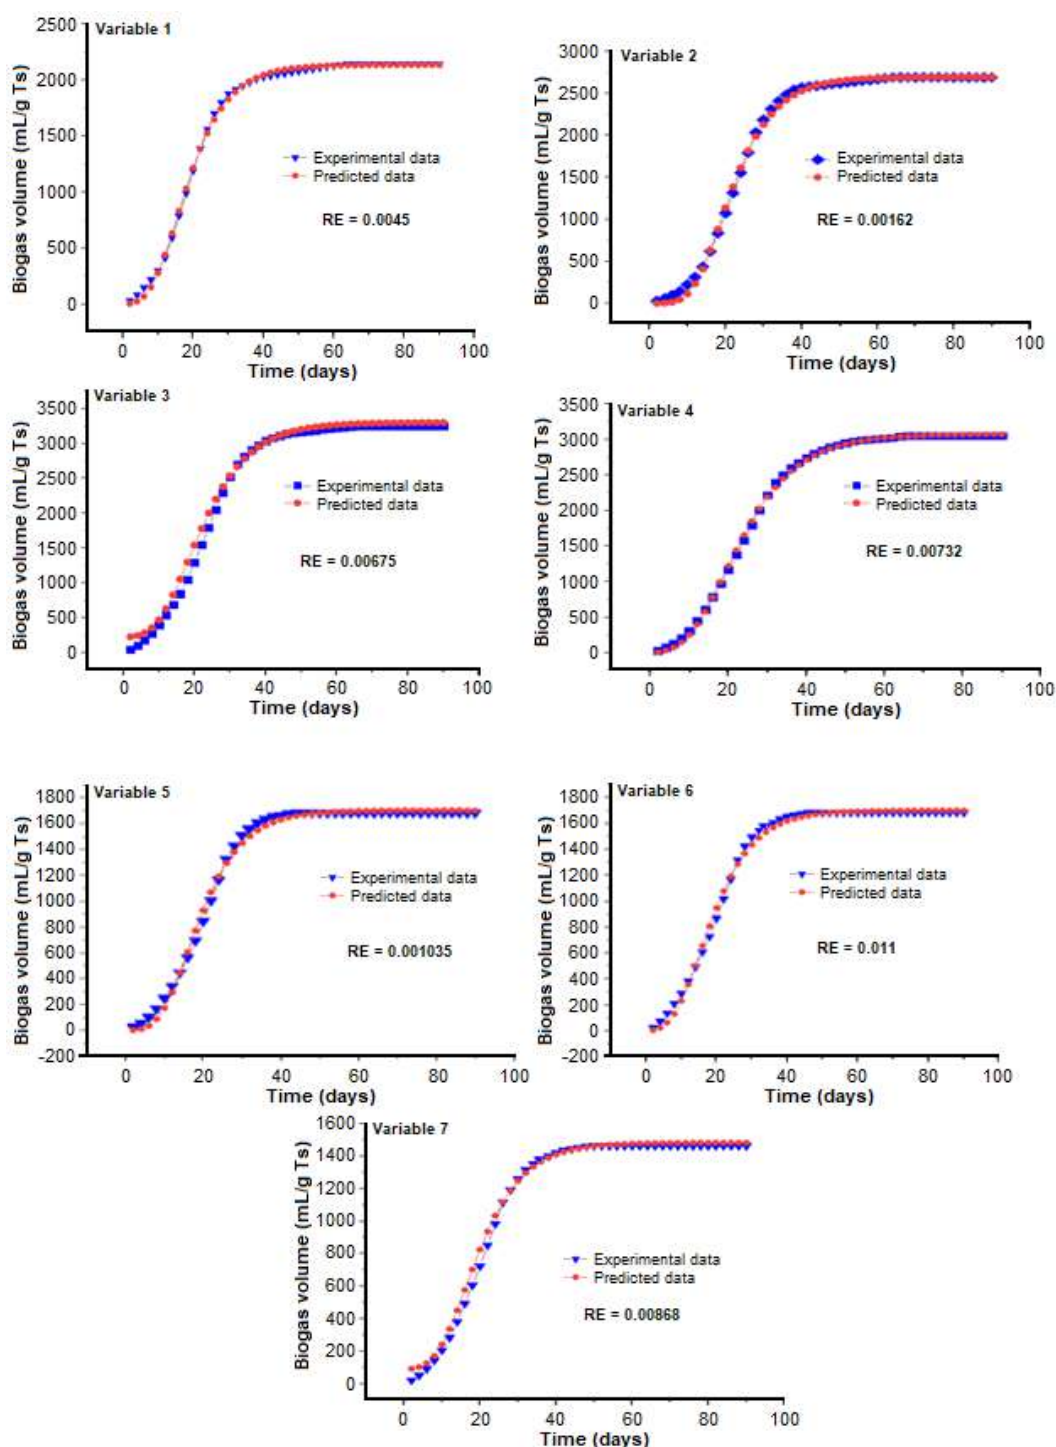 Variable 1
Biogas volume (mL/g Ts)
2500
2000
1500
1000
500
0
Experimental data
Predicted data
RE = 0.0045
0 20 40 60 80 100
Time (days)
Variable 2
Biogas volume (mL/g Ts)
3000
2500
2000
1500
1000
500
0
Experimental data
Predicted data
RE = 0.00162
0 20 40 60 80 100
Time (days)
Variable 3
Biogas volume (mL/g Ts)
3500
3000
2500
2000
1500
1000
500
0
Experimental data
Predicted data
RE = 0.00675
0 20 40 60 80 100
Time (days)
Variable 4
Biogas volume (mL/g Ts)
3500
3000
2500
2000
1500
1000
500
0
Experimental data
Predicted data
RE = 0.00732
0 20 40 60 80 100
Time (days)
Variable 5
Biogas volume (mL/g Ts)
1800
1600
1400
1200
1000
800
600
400
200
0
-200
Experimental data
Predicted data
RE = 0.001035
0 20 40 60 80 100
Time (days)
Variable 6
Biogas volume (mL/g Ts)
1800
1600
1400
1200
1000
800
600
400
200
0
-200
Experimental data
Predicted data
RE = 0.011
0 20 40 60 80 100
Time (days)
Variable 7
Biogas volume (mL/g Ts)
1600
1400
1200
1000
800
600
400
200
0
Experimental data
Predicted data
RE = 0.00868
0 20 40 60 80 100
Time (days)